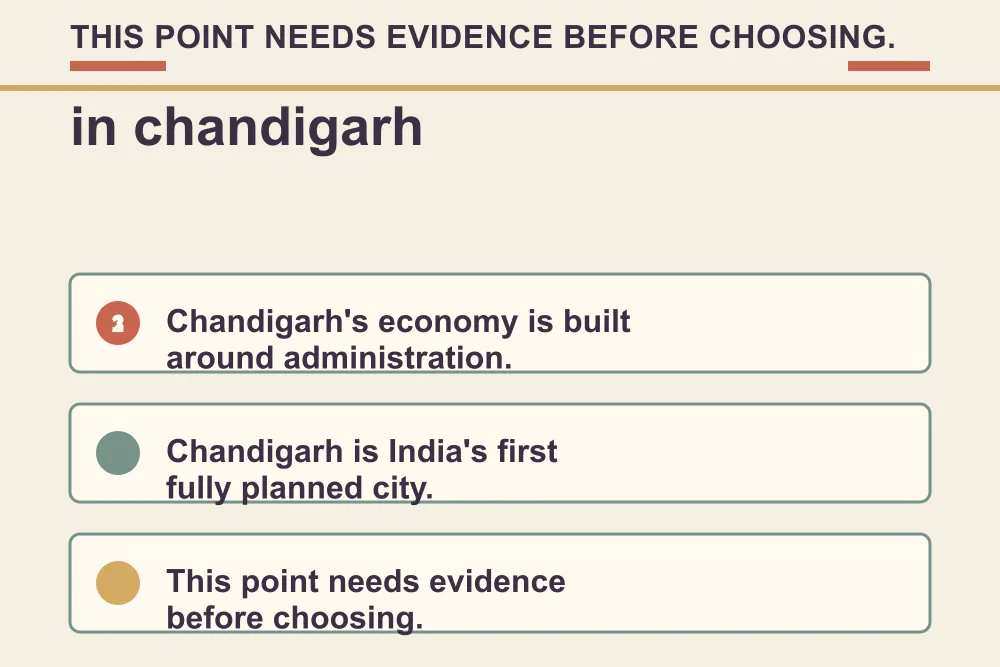 THIS POINT NEEDS EVIDENCE BEFORE CHOOSING.
in chandigarh
Chandigarh's economy is built
around administration.
Chandigarh is India's first
fully planned city.
This point needs evidence
before choosing.